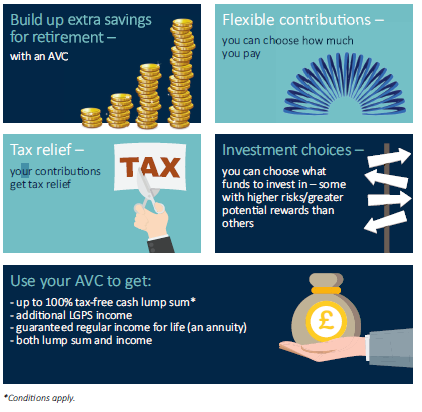 Build up extra savings
for retirement –
with an AVC
Flexible contributions –
you can choose how much
you pay
Tax relief –
your contributions
get tax relief
TAX
Investment choices –
you can choose what
funds to invest in – some
with higher risks/greater
potential rewards than
others
Use your AVC to get:
- up to 100% tax-free cash lump sum*
- additional LGPS income
- guaranteed regular income for life (an annuity)
- both lump sum and income
£
*Conditions apply.